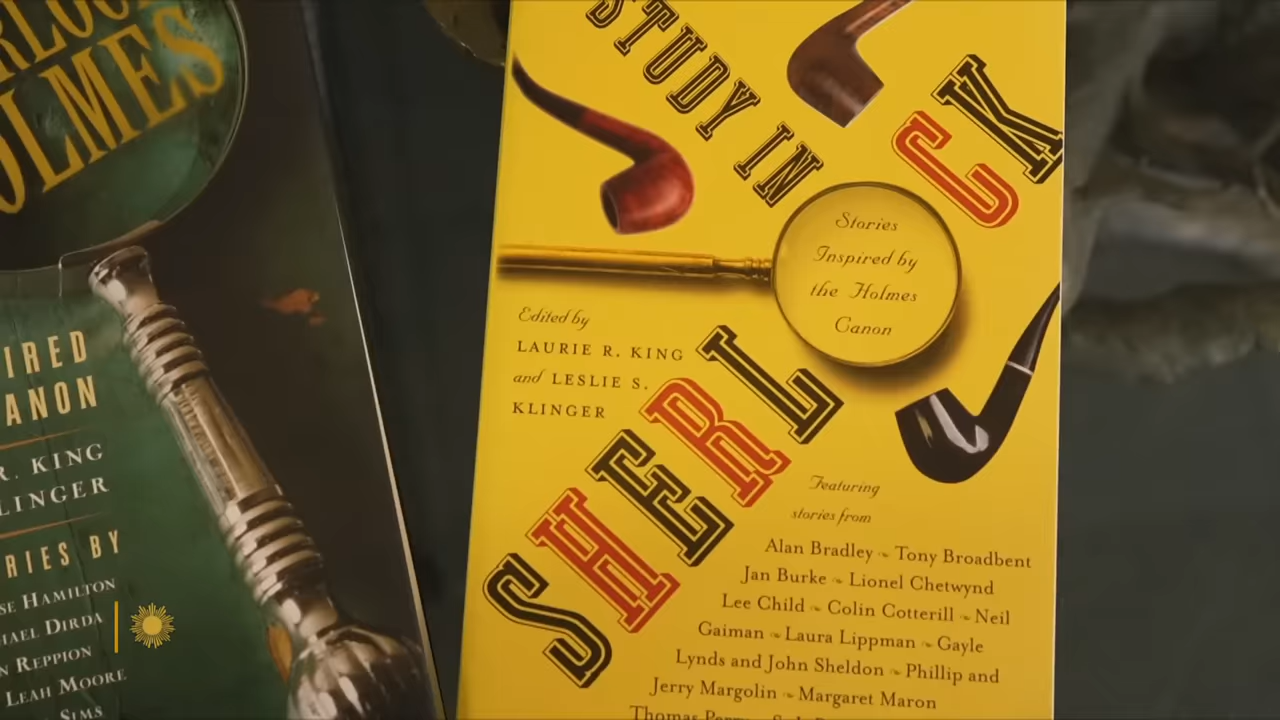 OLMES
IRED
ANON
R. KING
LINGER
RIES BY
SE HAMILTON
HAEL DIRDA
N REPPION
LEAH MOORE
SIMS
STUDY IN
SHERL
CK
Stories
Inspired by
the Holmes
Canon
Edited by
LAURIE R. KING
and LESLIE S.
KLINGER
Featuring
stories from
Alan Bradley ~ Tony Broadbent
Jan Burke ~ Lionel Chetwynd
Lee Child ~ Colin Cotterill ~ Neil
Gaiman ~ Laura Lippman ~ Gayle
Lynds and John Sheldon ~ Phillip and
Jerry Margolin ~ Margaret Maron
Thomas